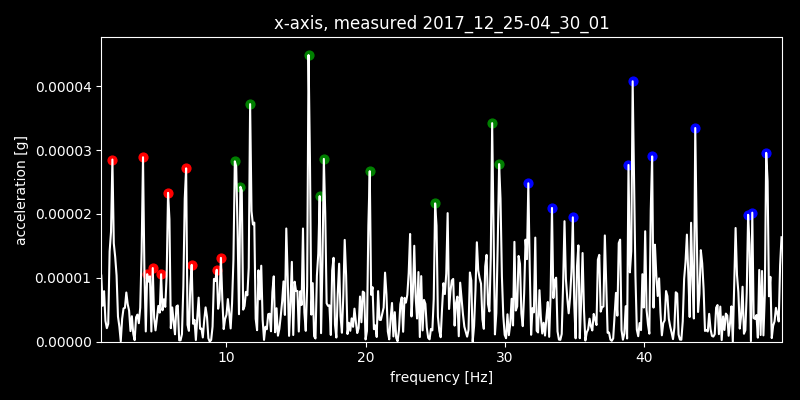 x-axis, measured 2017_12_25-04_30_01
acceleration [g]
0.00004
0.00003
0.00002
0.00001
0.00000
10 20 30 40
frequency [Hz]